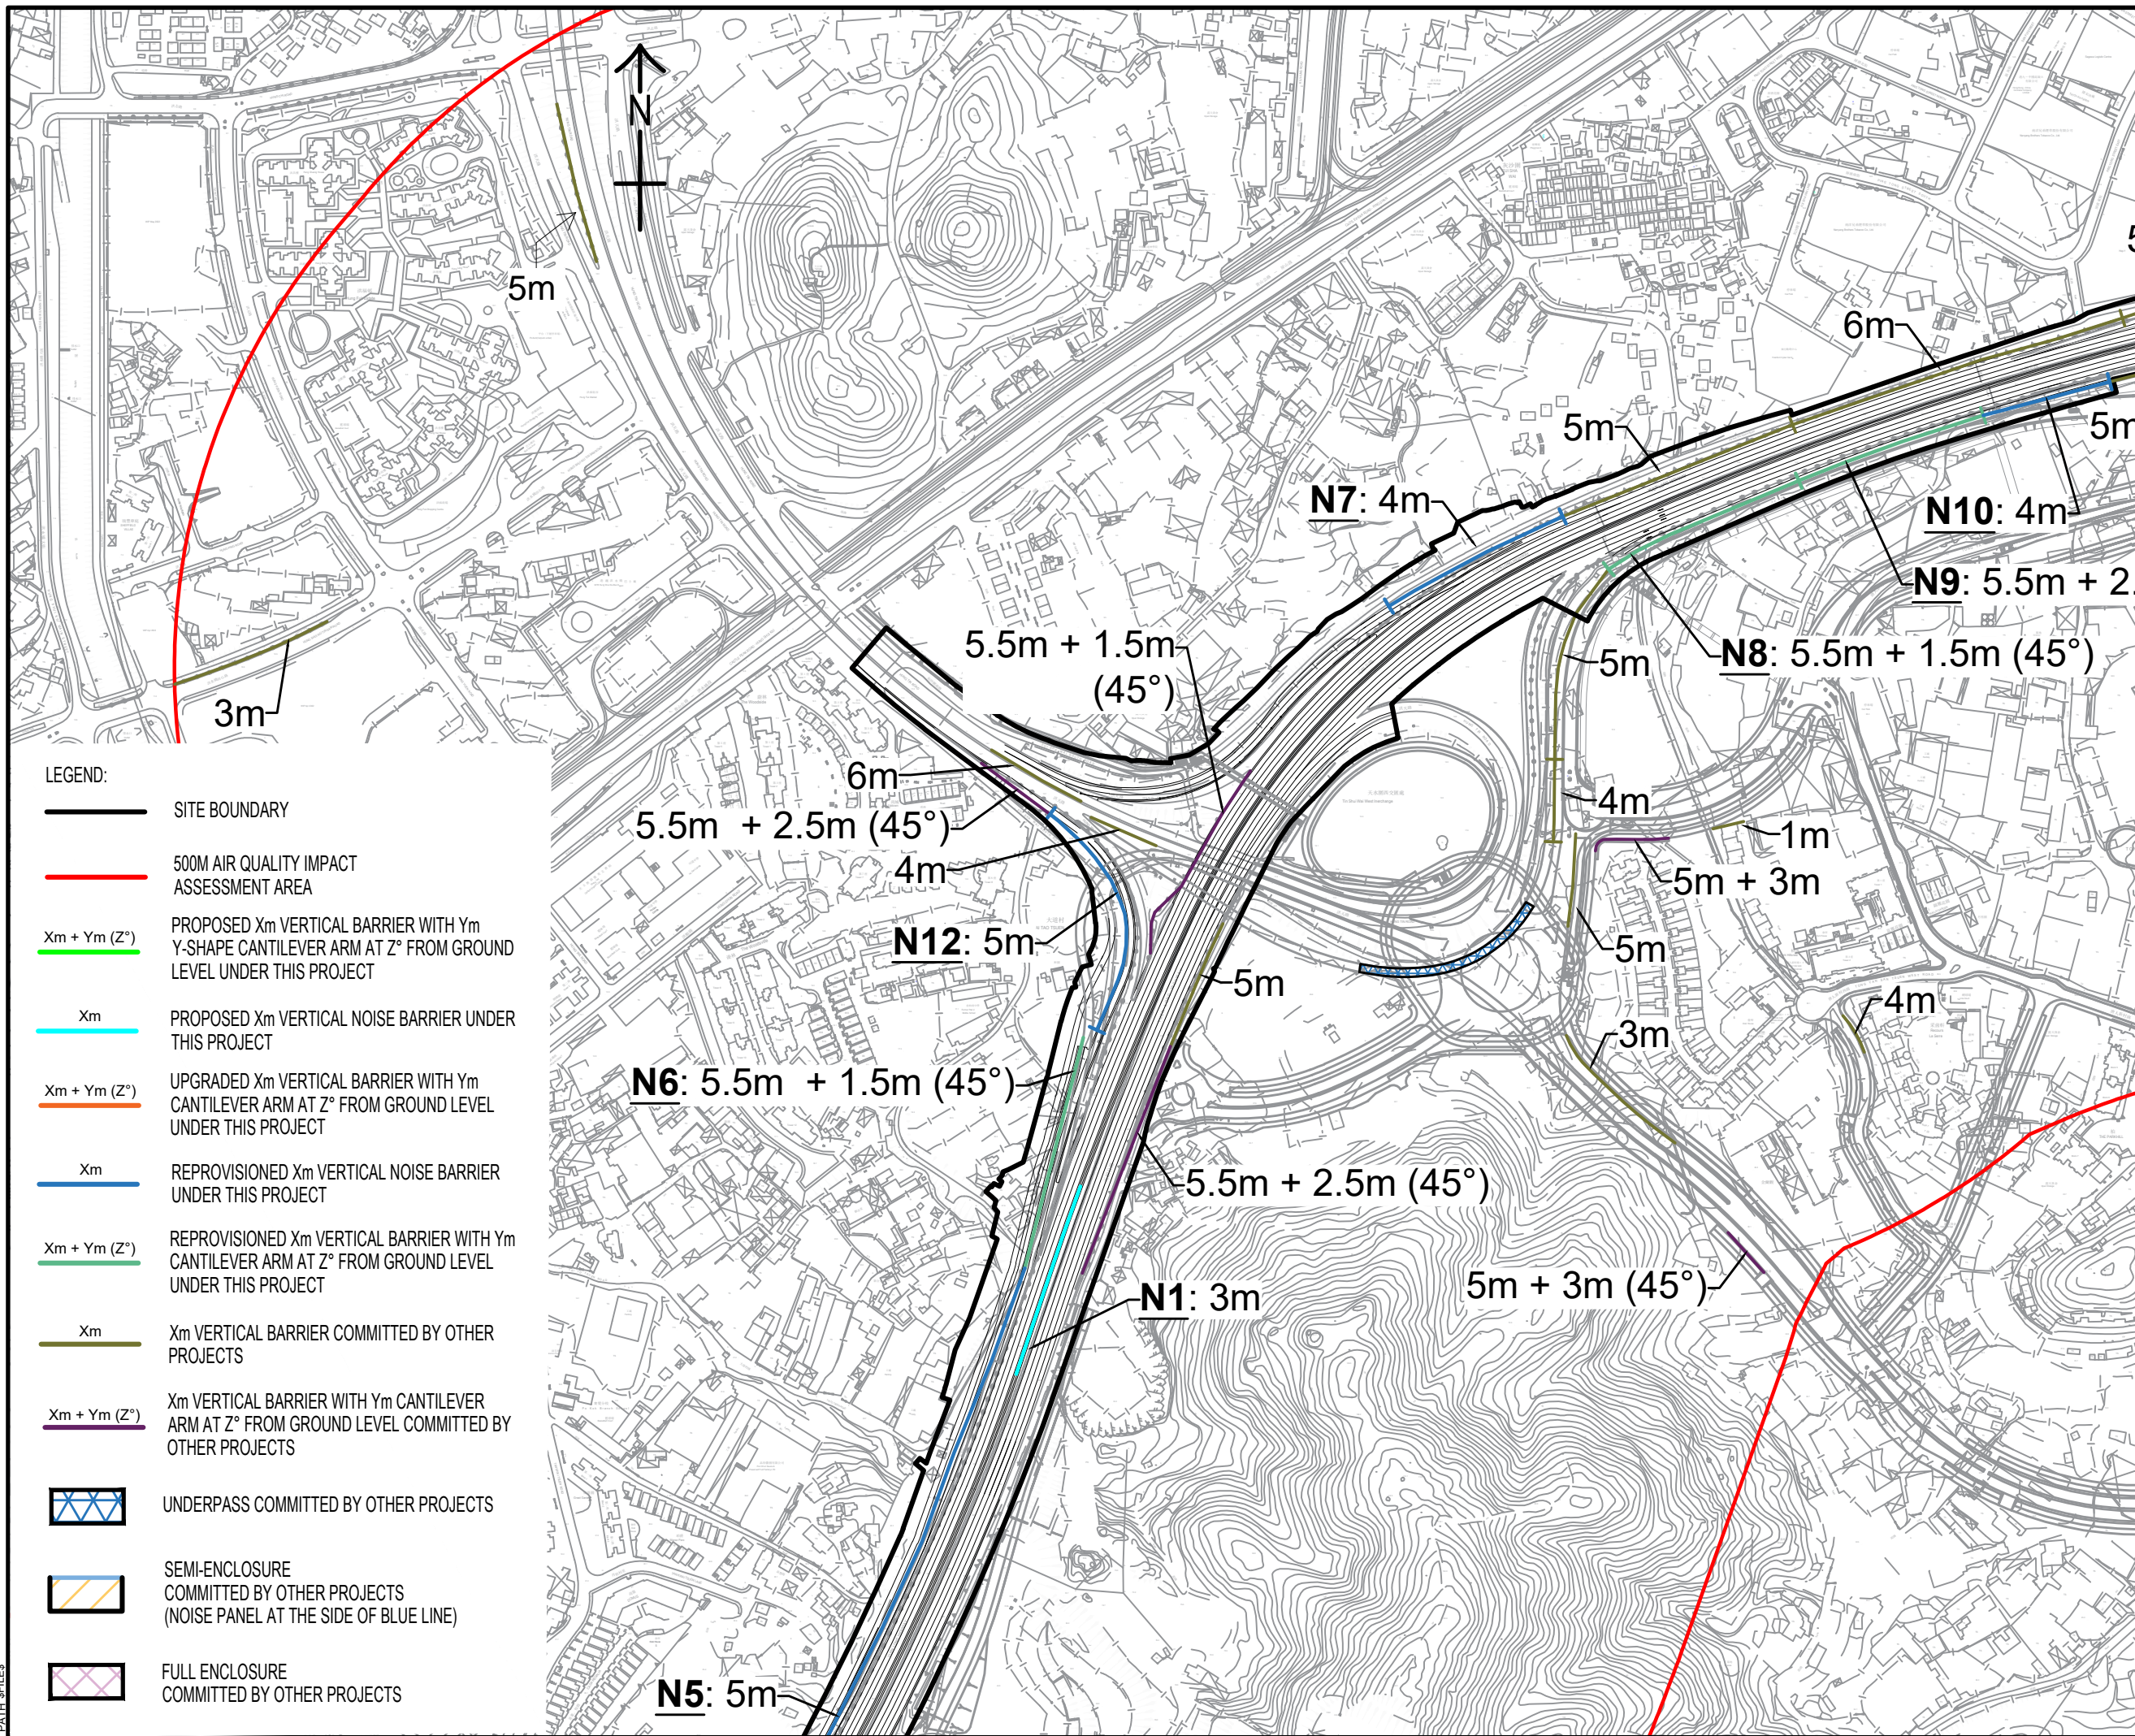 N
5m
3m
6m
5m
5m
N7: 4m
N10: 4m
N9: 5.5m + 2.
5.5m + 1.5m
(45°)
5m
N8: 5.5m + 1.5m (45°)
6m
5.5m + 2.5m (45°)
4m
4m
1m
5m + 3m
N12: 5m
5m
5m
4m
3m
N6: 5.5m + 1.5m (45°)
5.5m + 2.5m (45°)
5m + 3m (45°)
N1: 3m
N5: 5m
LEGEND:
SITE BOUNDARY
500M AIR QUALITY IMPACT
ASSESSMENT AREA
Xm + Ym (Z°)
PROPOSED Xm VERTICAL BARRIER WITH Ym
Y-SHAPE CANTILEVER ARM AT Z° FROM GROUND
LEVEL UNDER THIS PROJECT
Xm
PROPOSED Xm VERTICAL NOISE BARRIER UNDER
THIS PROJECT
Xm + Ym (Z°)
UPGRADED Xm VERTICAL BARRIER WITH Ym
CANTILEVER ARM AT Z° FROM GROUND LEVEL
UNDER THIS PROJECT
Xm
REPROVISIONED Xm VERTICAL NOISE BARRIER
UNDER THIS PROJECT
Xm + Ym (Z°)
REPROVISIONED Xm VERTICAL BARRIER WITH Ym
CANTILEVER ARM AT Z° FROM GROUND LEVEL
UNDER THIS PROJECT
Xm
Xm VERTICAL BARRIER COMMITTED BY OTHER
PROJECTS
Xm + Ym (Z°)
Xm VERTICAL BARRIER WITH Ym CANTILEVER
ARM AT Z° FROM GROUND LEVEL COMMITTED BY
OTHER PROJECTS
UNDERPASS COMMITTED BY OTHER PROJECTS
SEMI-ENCLOSURE
COMMITTED BY OTHER PROJECTS
(NOISE PANEL AT THE SIDE OF BLUE LINE)
FULL ENCLOSURE
COMMITTED BY OTHER PROJECTS